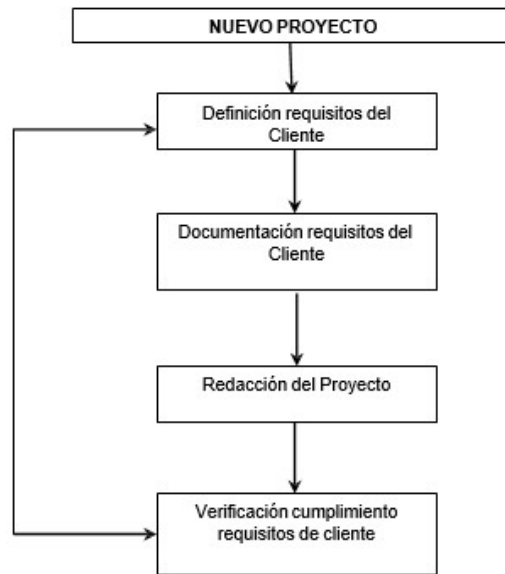 NUEVO PROYECTO
Definición requisitos del
Cliente
Documentación requisitos del
Cliente
Redacción del Proyecto
Verificación cumplimiento
requisitos de cliente